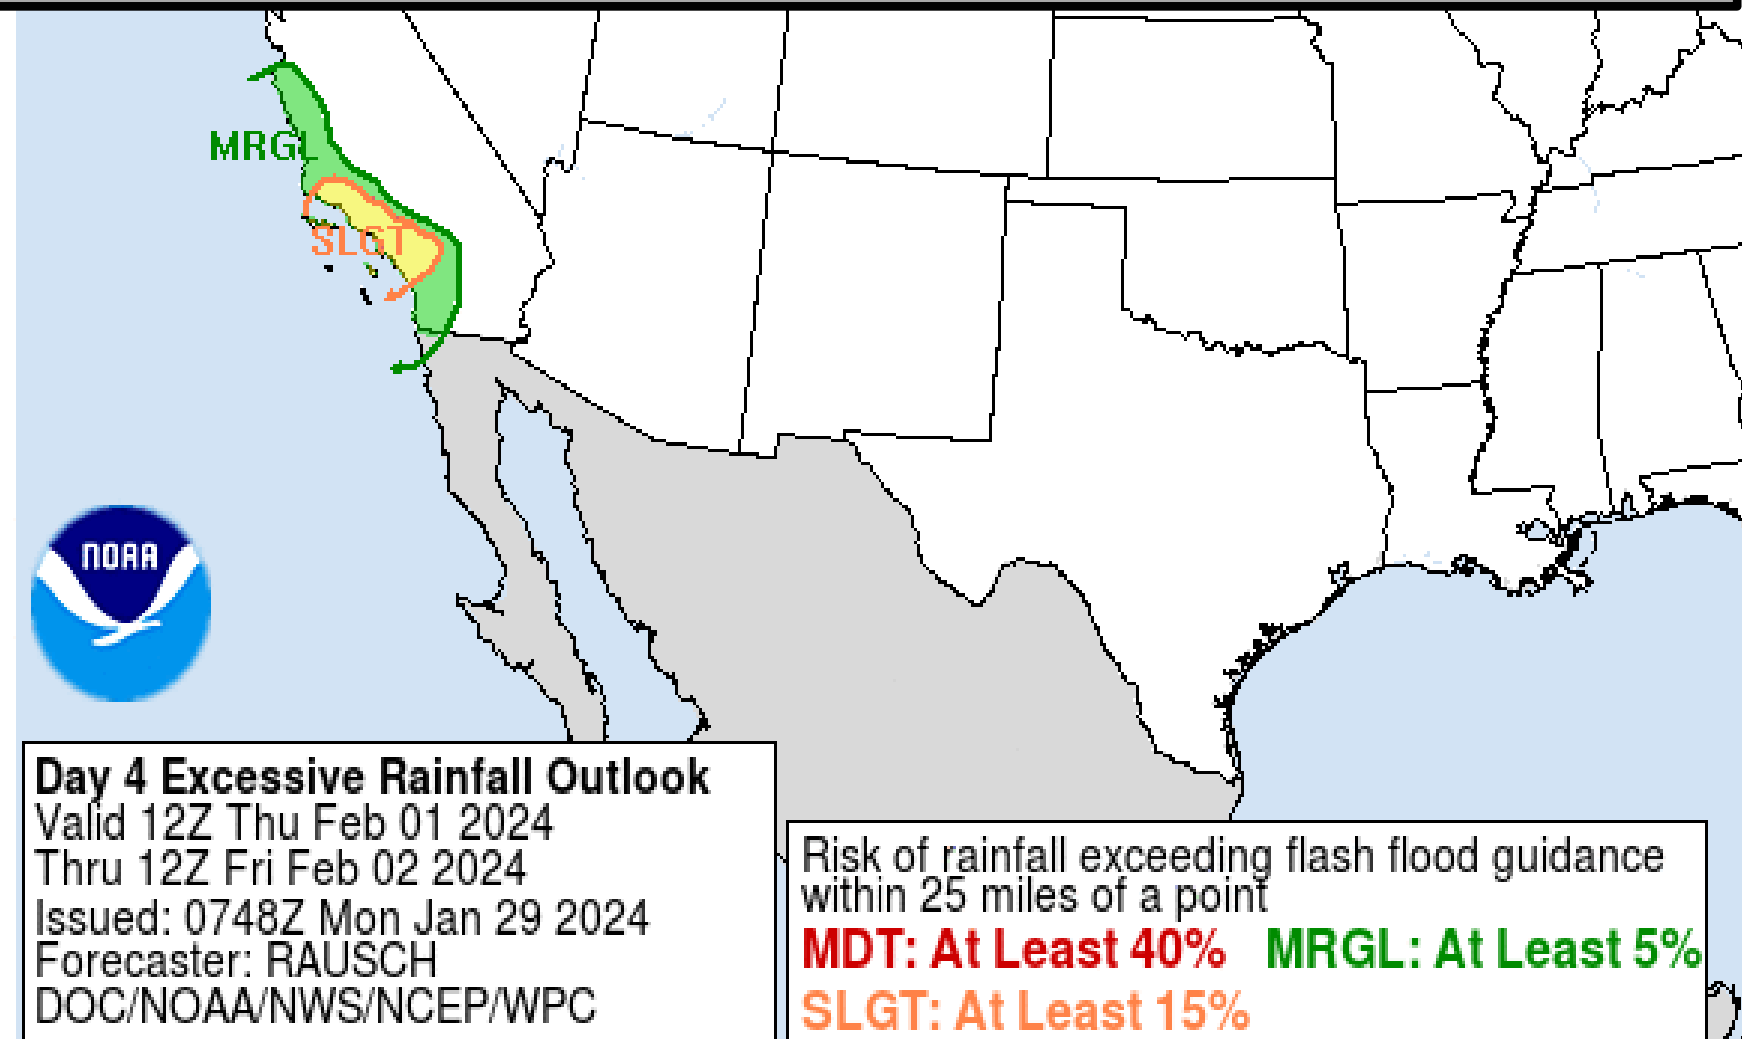 MRGL
SLGT
NOAA
Day 4 Excessive Rainfall Outlook
Valid 12Z Thu Feb 01 2024
Thru 12Z Fri Feb 02 2024
Issued: 0748Z Mon Jan 29 2024
Forecaster: RAUSCH
DOC/NOAA/NWS/NCEP/WPC
Risk of rainfall exceeding flash flood guidance
within 25 miles of a point
MDT: At Least 40% MRGL: At Least 5%
SLGT: At Least 15%